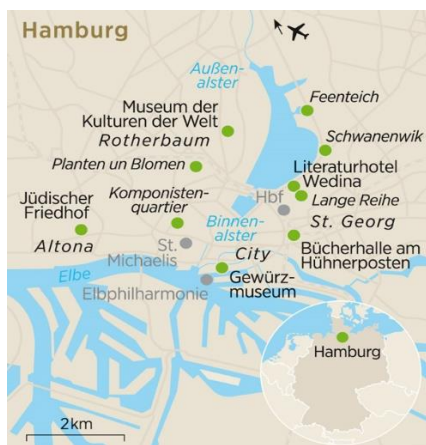 Hamburg
Außen-
alster
Feenteich
Museum der
Kulturen der Welt
Rotherbaum
Schwanenwik
Planten un Blomen
Literaturhotel
Wedina
Lange Reihe
Hbf
Komponisten-
quartier
Jüdischer
Friedhof
Altona
Binnen-
alster
St. Georg
St.
Michaelis
City
Bücherhalle am
Hühnerposten
Elbe
Gewürz-
museum
Elbphilharmonie
Hamburg
2km